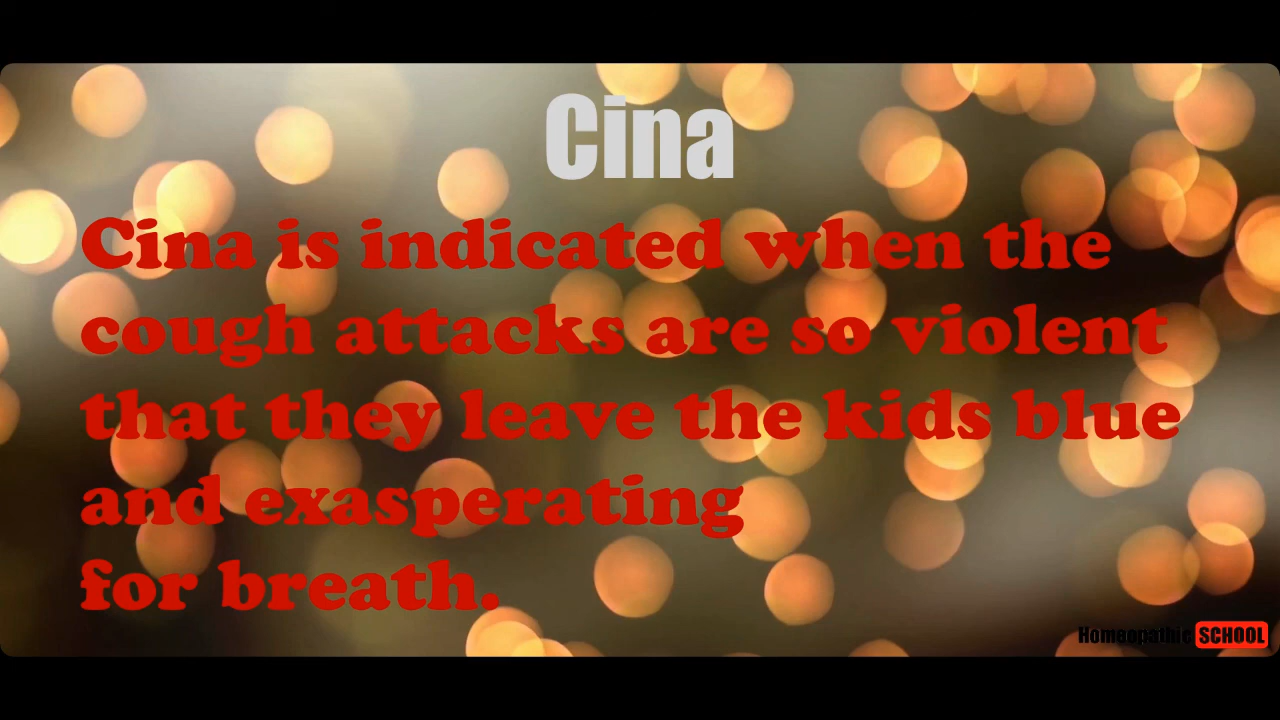 Cina
Cina is indicated when the
cough attacks are so violent
that they leave the kids blue
and exasperating
for breath.
Homeopathic SCHOOL